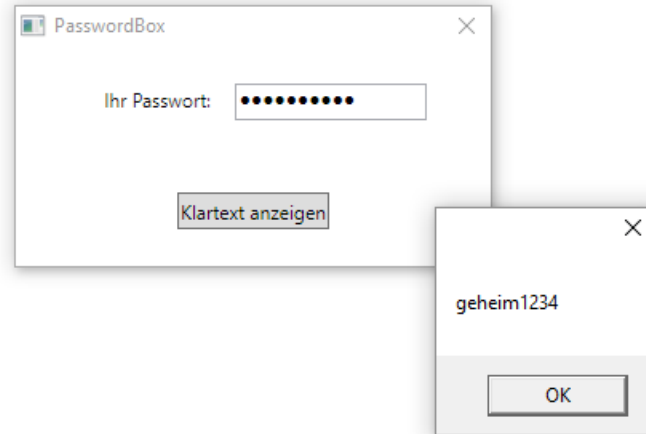 PasswordBox
Ihr Passwort: ••••••••••
Klartext anzeigen
geheim1234
OK